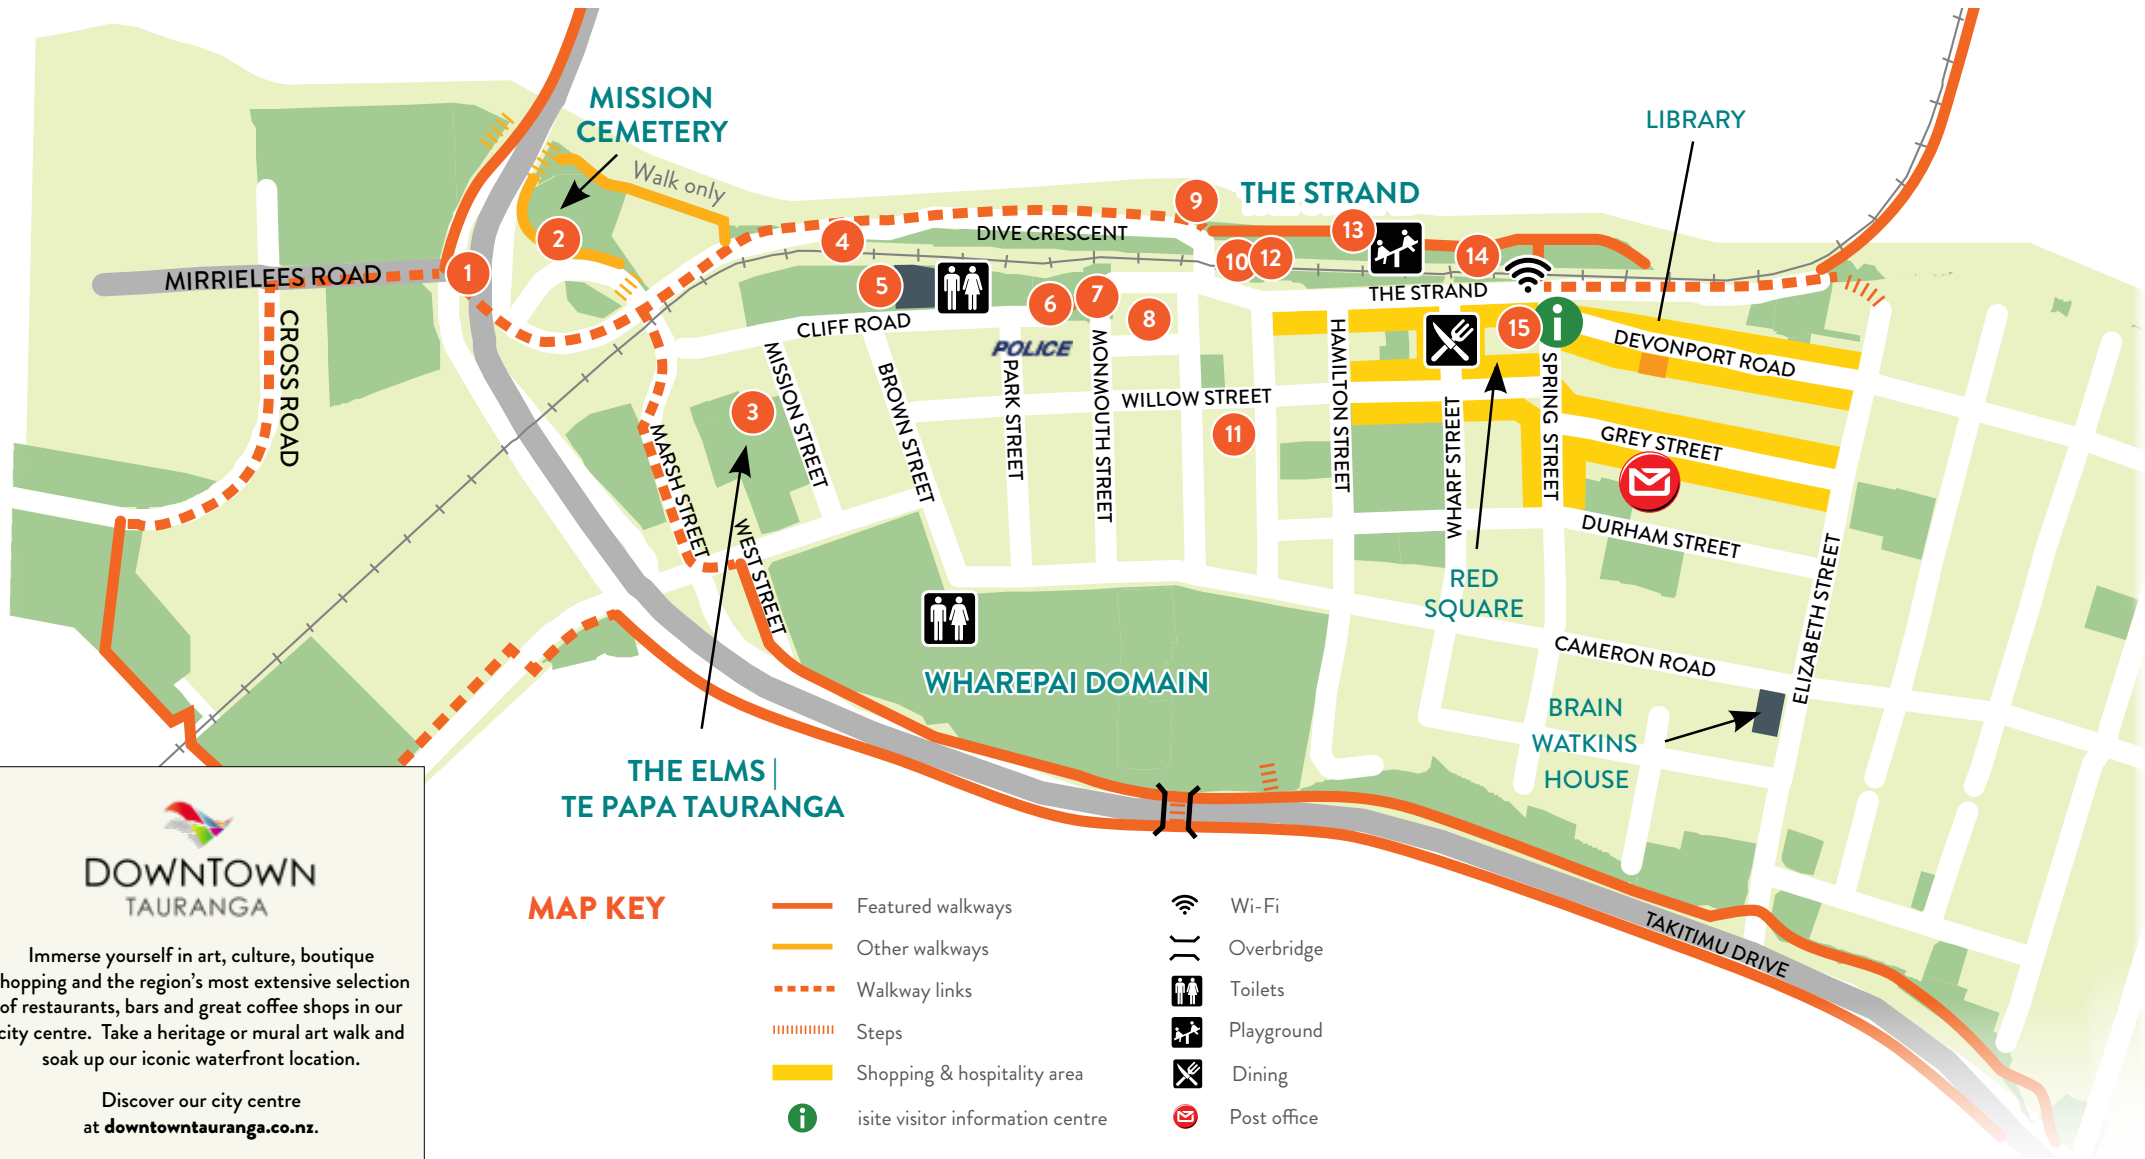 MISSION
CEMETERY
Walk only
LIBRARY
THE STRAND
9
13
2
4
DIVE CRESCENT
10
12
14
MIRRIELEES ROAD
1
5
6
7
8
THE STRAND
15
i
CLIFF ROAD
POLICE
CROSS ROAD
MISSION STREET
BROWN STREET
PARK STREET
MONMOUTH STREET
HAMILTON STREET
SPRING STREET
DEVONPORT ROAD
WILLOW STREET
3
11
MARSH STREET
WHARF STREET
GREY STREET
WEST STREET
DURHAM STREET
ELIZABETH STREET
RED
SQUARE
CAMERON ROAD
WHAREPAI DOMAIN
BRAIN
WATKINS
HOUSE
THE ELMS |
TE PAPA TAURANGA
TAKITIMU DRIVE
DOWNTOWN
TAURANGA
Immerse yourself in art, culture, boutique
hopping and the region's most extensive selection
of restaurants, bars and great coffee shops in our
city centre. Take a heritage or mural art walk and
soak up our iconic waterfront location.
Discover our city centre
at downtowntauranga.co.nz.
MAP KEY
Featured walkways
Other walkways
Walkway links
Steps
Shopping & hospitality area
i
isite visitor information centre
Wi-Fi
Overbridge
Toilets
Playground
Dining
Post office